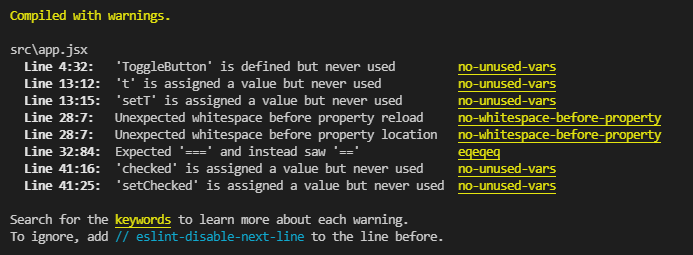 Compiled with warnings.
src\app.jsx
Line 4:32: 'ToggleButton' is defined but never used no-unused-vars
Line 13:12: 't' is assigned a value but never used no-unused-vars
Line 13:15: 'setT' is assigned a value but never used no-unused-vars
Line 28:7: Unexpected whitespace before property reload no-whitespace-before-property
Line 28:7: Unexpected whitespace before property location no-whitespace-before-property
Line 32:84: Expected '===' and instead saw '==' eqeqeq
Line 41:16: 'checked' is assigned a value but never used no-unused-vars
Line 41:25: 'setChecked' is assigned a value but never used no-unused-vars
Search for the keywords to learn more about each warning.
To ignore, add // eslint-disable-next-line to the line before.